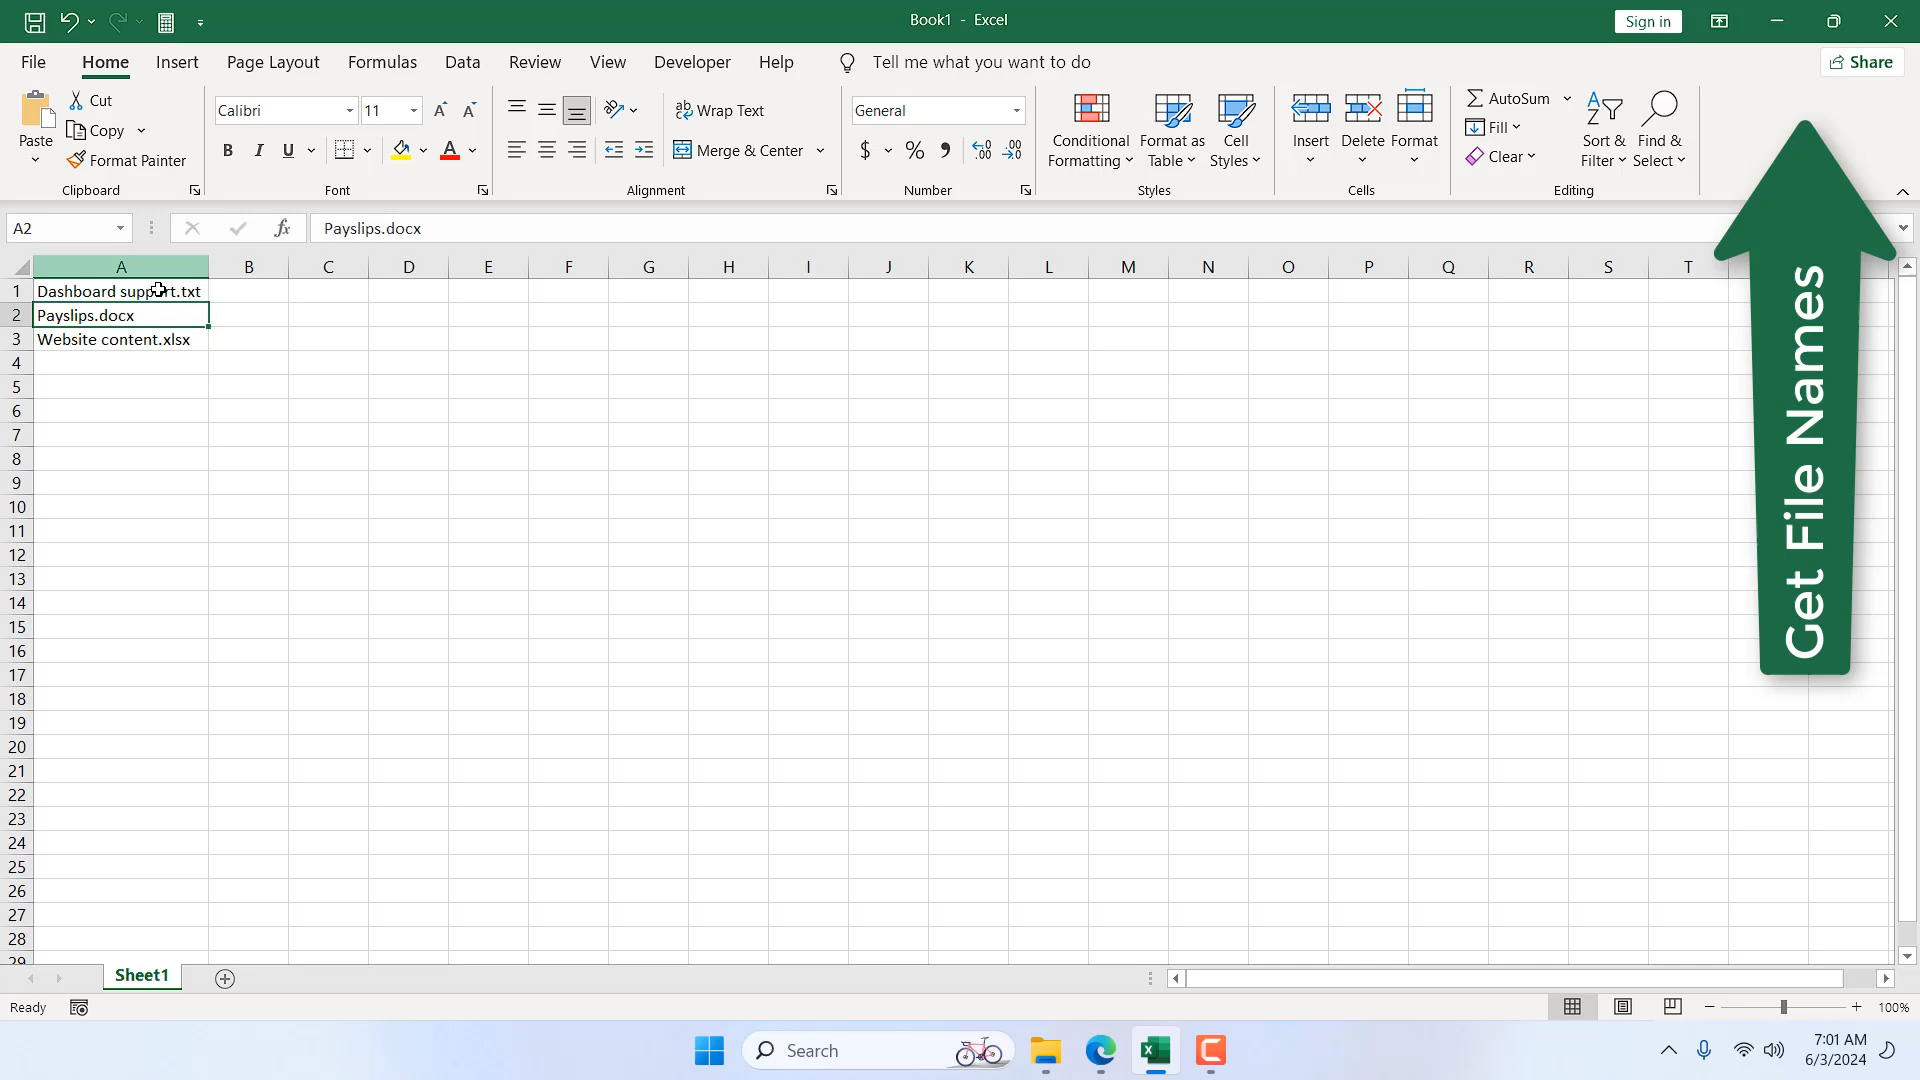 Book1 - Excel
Sign in
File Home Insert Page Layout Formulas Data Review View Developer Help Tell me what you want to do Share
Paste
Cut
Copy
Format Painter
Clipboard
Calibri 11
B I U A
Font
Wrap Text
Merge & Center
Alignment
General
$ % ,
Number
Conditional Formatting
Format as Table
Cell Styles
Styles
Insert
Delete
Format
Cells
AutoSum
Fill
Clear
Sort & Filter
Find & Select
Editing
A2 fx Payslips.docx
A B C D E F G H I J K L M N O P Q R S T
1 Dashboard support.txt
2 Payslips.docx
3 Website content.xlsx
4
5
6
7
8
9
10
11
12
13
14
15
16
17
18
19
20
21
22
23
24
25
26
27
28
29
Get File Names
Sheet1
Ready 100%
Search
7:01 AM
6/3/2024